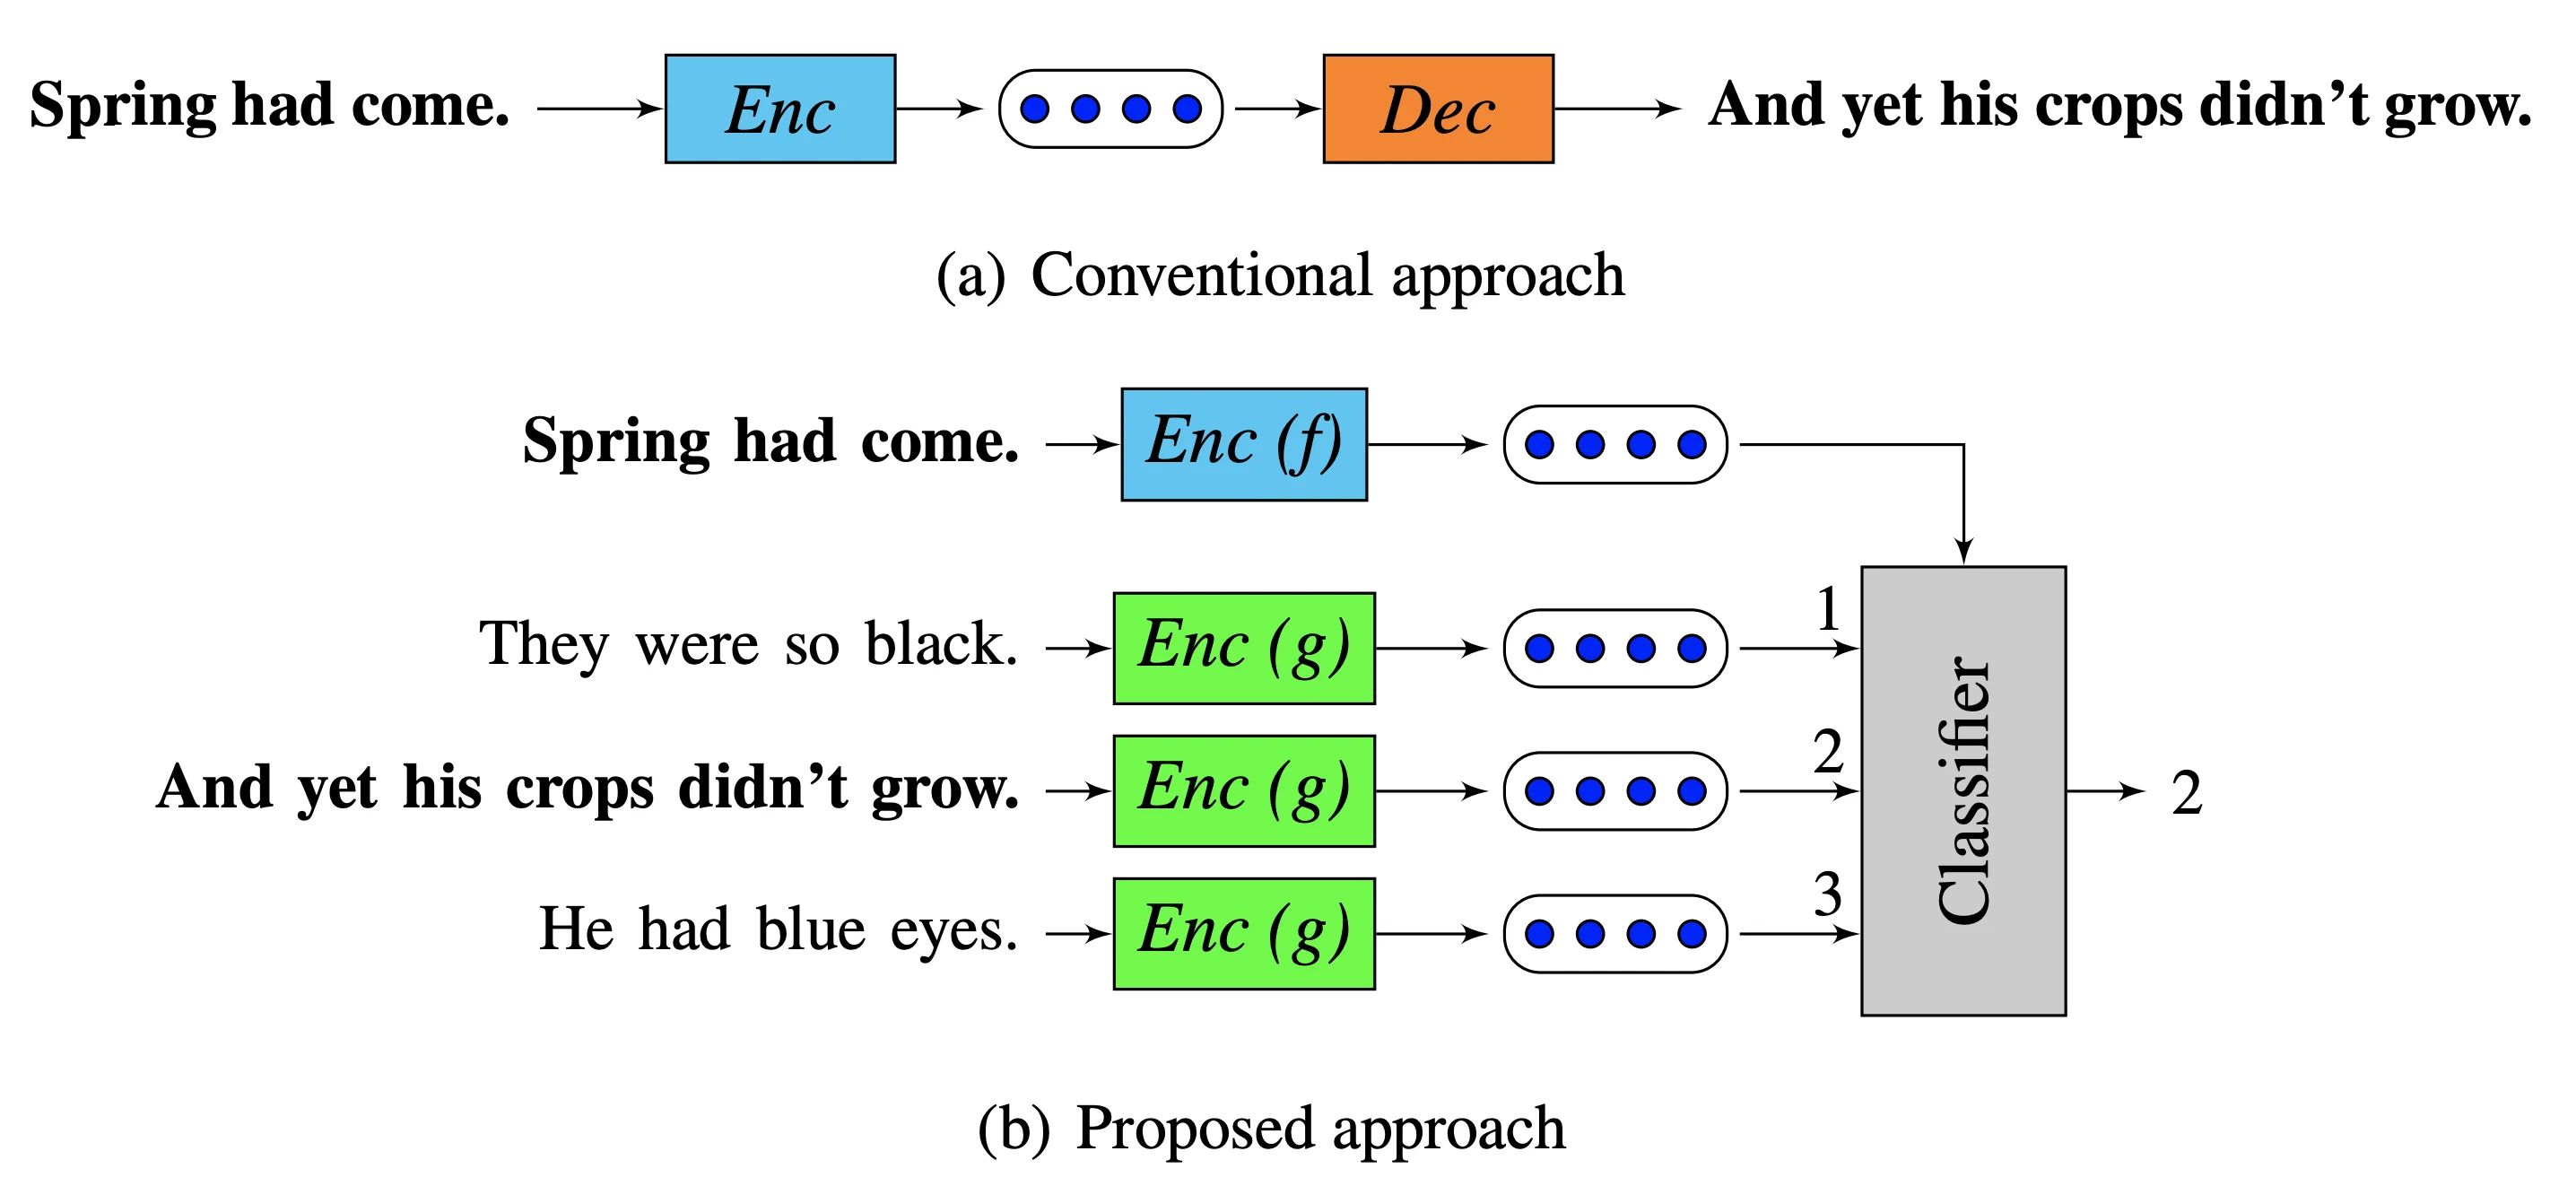 Spring had come. Enc Dec And yet his crops didn’t grow.
(a) Conventional approach
Spring had come. Enc (f)
They were so black. Enc (g) 1
And yet his crops didn’t grow. Enc (g) 2
He had blue eyes. Enc (g) 3
Classifier
2
(b) Proposed approach